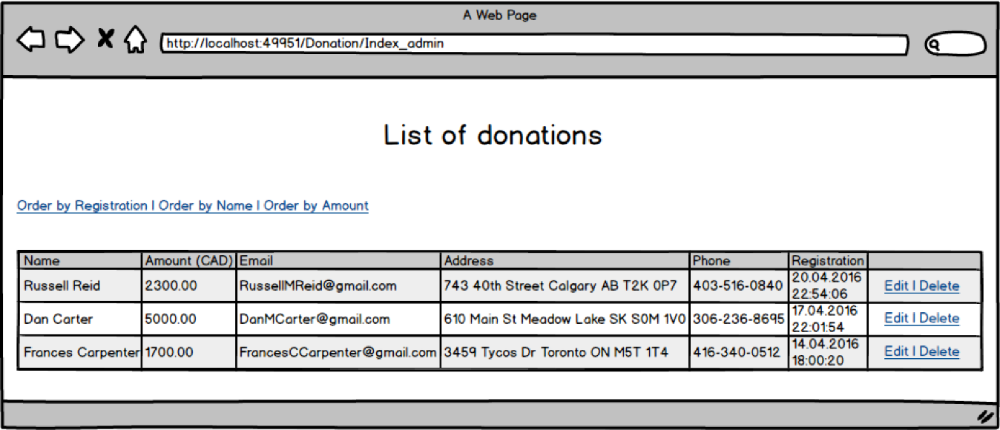 A Web Page
http://localhost:49951/Donation/Index_admin
List of donations
Order by Registration | Order by Name | Order by Amount
Name Amount (CAD) Email Address Phone Registration
Russell Reid 2300.00 RussellMReid@gmail.com 743 40th Street Calgary AB T2K 0P7 403-516-0840 20.04.2016 22:54:06 Edit | Delete
Dan Carter 5000.00 DanMCarter@gmail.com 610 Main St Meadow Lake SK S0M 1V0 306-236-8695 17.04.2016 22:01:54 Edit | Delete
Frances Carpenter 1700.00 FrancesCCarpenter@gmail.com 3459 Tycos Dr Toronto ON M5T 1T4 416-340-0512 14.04.2016 18:00:20 Edit | Delete